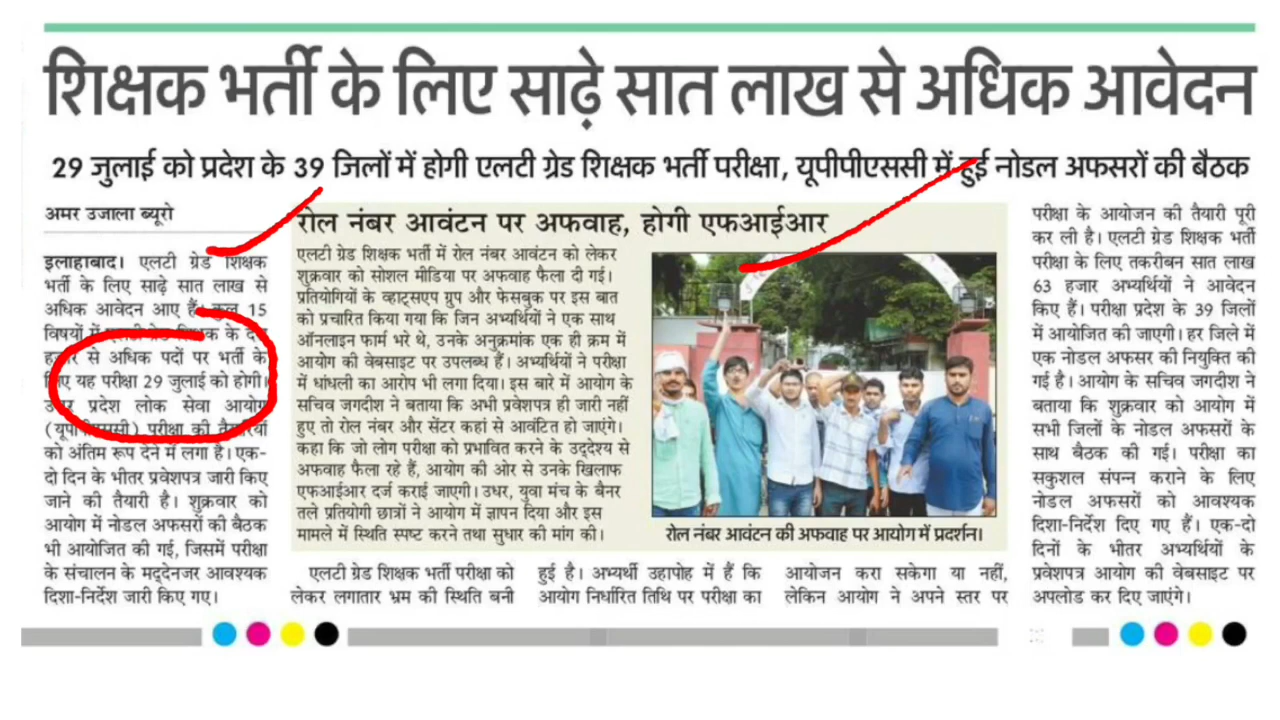 शिक्षक भर्ती के लिए साढ़े सात लाख से अधिक आवेदन
29 जुलाई को प्रदेश के 39 जिलों में होगी एलटी ग्रेड शिक्षक भर्ती परीक्षा, यूपीपीएससी में हुई नोडल अफसरों की बैठक
अमर उजाला ब्यूरो
इलाहाबाद। एलटी ग्रेड शिक्षक
भर्ती के लिए साढ़े सात लाख से
अधिक आवेदन आए हैं। कुल 15
विषयों में एलटी ग्रेड शिक्षक के दस
हजार से अधिक पदों पर भर्ती के
लिए यह परीक्षा 29 जुलाई को होगी।
उत्तर प्रदेश लोक सेवा आयोग
(यूपीपीएससी) परीक्षा की तैयारियों
को अंतिम रूप देने में लगा है। एक-
दो दिन के भीतर प्रवेशपत्र जारी किए
जाने की तैयारी है। शुक्रवार को
आयोग में नोडल अफसरों की बैठक
भी आयोजित की गई, जिसमें परीक्षा
के संचालन के मद्देनजर आवश्यक
दिशा-निर्देश जारी किए गए।
रोल नंबर आवंटन पर अफवाह, होगी एफआईआर
एलटी ग्रेड शिक्षक भर्ती में रोल नंबर आवंटन को लेकर
शुक्रवार को सोशल मीडिया पर अफवाह फैला दी गई।
प्रतियोगियों के व्हाट्सएप ग्रुप और फेसबुक पर इस बात
को प्रचारित किया गया कि जिन अभ्यर्थियों ने एक साथ
ऑनलाइन फार्म भरे थे, उनके अनुक्रमांक एक ही क्रम में
आयोग की वेबसाइट पर उपलब्ध हैं। अभ्यर्थियों ने परीक्षा
में धांधली का आरोप भी लगा दिया। इस बारे में आयोग के
सचिव जगदीश ने बताया कि अभी प्रवेशपत्र ही जारी नहीं
हुए तो रोल नंबर और सेंटर कहां से आवंटित हो जाएंगे।
कहा कि जो लोग परीक्षा को प्रभावित करने के उद्देश्य से
अफवाह फैला रहे हैं, आयोग की ओर से उनके खिलाफ
एफआईआर दर्ज कराई जाएगी। उधर, युवा मंच के बैनर
तले प्रतियोगी छात्रों ने आयोग में ज्ञापन दिया और इस
मामले में स्थिति स्पष्ट करने तथा सुधार की मांग की।
रोल नंबर आवंटन की अफवाह पर आयोग में प्रदर्शन।
एलटी ग्रेड शिक्षक भर्ती परीक्षा को
लेकर लगातार भ्रम की स्थिति बनी
हुई है। अभ्यर्थी उहापोह में हैं कि
आयोग निर्धारित तिथि पर परीक्षा का
आयोजन करा सकेगा या नहीं,
लेकिन आयोग ने अपने स्तर पर
परीक्षा के आयोजन की तैयारी पूरी
कर ली है। एलटी ग्रेड शिक्षक भर्ती
परीक्षा के लिए तकरीबन सात लाख
63 हजार अभ्यर्थियों ने आवेदन
किए हैं। परीक्षा प्रदेश के 39 जिलों
में आयोजित की जाएगी। हर जिले में
एक नोडल अफसर की नियुक्ति की
गई है। आयोग के सचिव जगदीश ने
बताया कि शुक्रवार को आयोग में
सभी जिलों के नोडल अफसरों के
साथ बैठक की गई। परीक्षा का
सकुशल संपन्न कराने के लिए
नोडल अफसरों को आवश्यक
दिशा-निर्देश दिए गए हैं। एक-दो
दिनों के भीतर अभ्यर्थियों के
प्रवेशपत्र आयोग की वेबसाइट पर
अपलोड कर दिए जाएंगे।